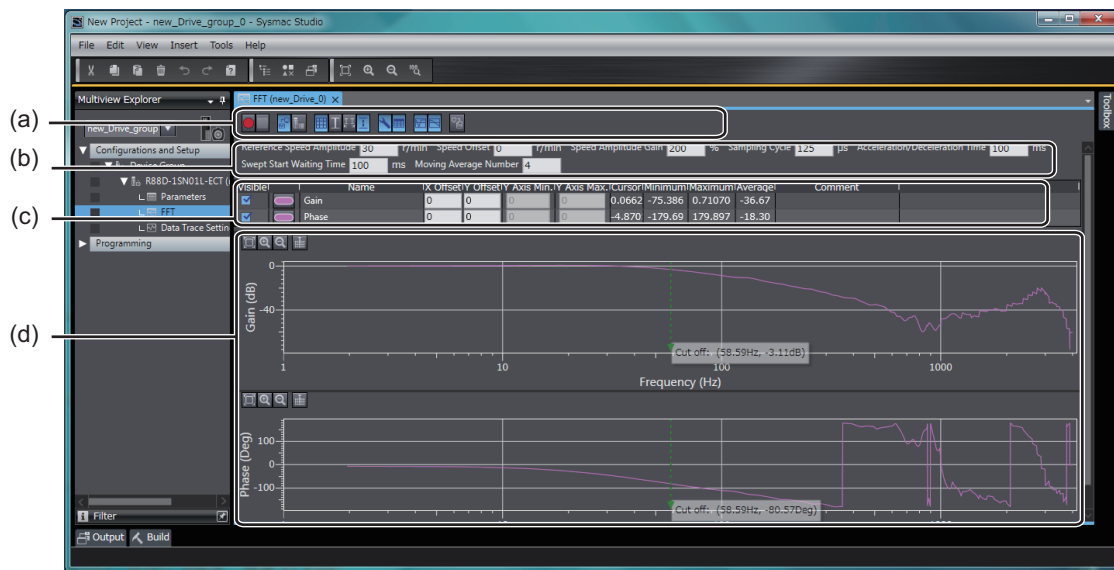 New Project - new_Drive_group_0 - Sysmac Studio
File Edit View Insert Tools Help
Multiview Explorer
FFT (new_Drive_0)
Toolbox
(a)
new_Drive_group
Configurations and Setup
Reference Speed Amplitude 30 r/min Speed Offset 0 r/min Speed Amplitude Gain 200 % Sampling Cycle 125 µs Acceleration/Deceleration Time 100 ms
(b)
Device Group
Swept Start Waiting Time 100 ms Moving Average Number 4
R88D-1SN01L-ECT (
Visible Name X Offset Y Offset Y Axis Min. Y Axis Max. Cursor Minimum Maximum Average Comment
Parameters
Gain 0 0 0 0 0.0662 -75.386 0.71070 -36.67
(c)
FFT
Phase 0 0 0 0 -4.870 -179.69 179.897 -18.30
Data Trace Settin
Programming
(d)
Gain (dB)
0
-40
Cut off: (58.59Hz, -3.11dB)
1 10 100 1000
Frequency (Hz)
Phase (Deg)
100
0
-100
Cut off: (58.59Hz, -80.57Deg)
Filter
Output Build